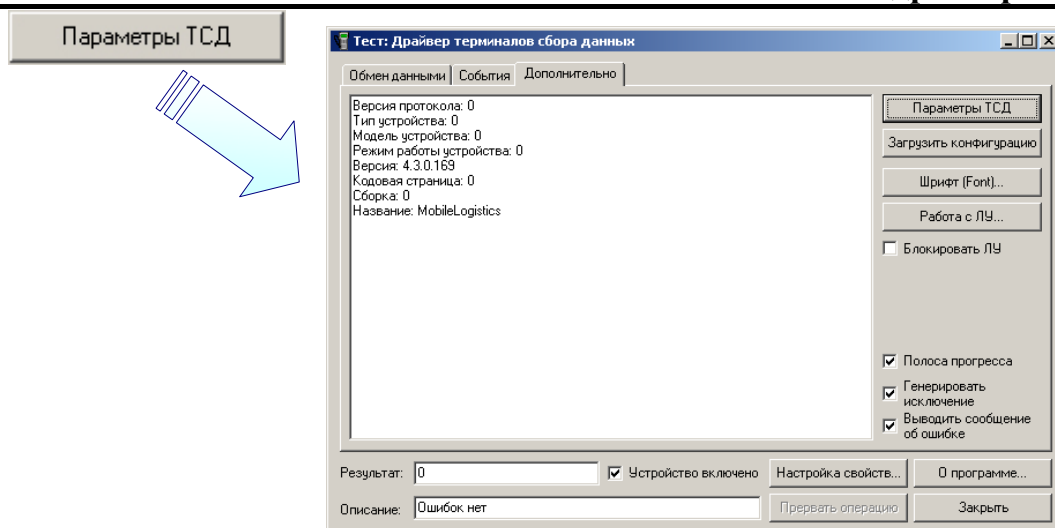 Параметры ТСД
Тест: Драйвер терминалов сбора данных
Обмен данными События Дополнительно
Версия протокола: 0
Тип устройства: 0
Модель устройства: 0
Режим работы устройства: 0
Версия: 4.3.0.169
Кодовая страница: 0
Сборка: 0
Название: MobileLogistics
Параметры ТСД
Загрузить конфигурацию
Шрифт (Font)...
Работа с ЛУ...
Блокировать ЛУ
Полоса прогресса
Генерировать
исключение
Выводить сообщение
об ошибке
Результат: 0 Устройство включено Настройка свойств... О программе...
Описание: Ошибок нет Прервать операцию Закрыть